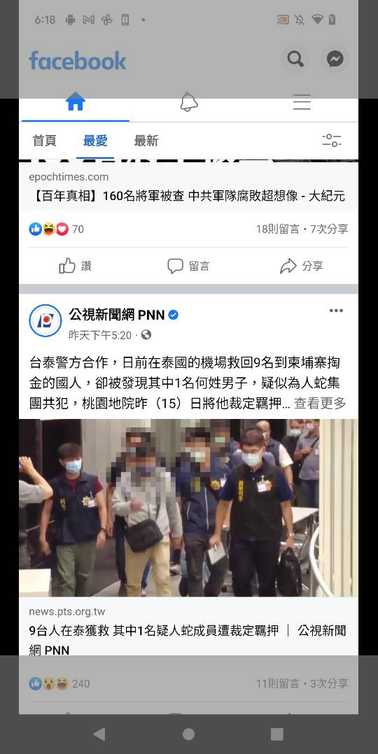 6:18
facebook
首頁
最愛
最新
epochtimes.com
【百年真相】160名將軍被查 中共軍隊腐敗超想像 - 大紀元
70
18則留言・7次分享
讚
留言
分享
公視新聞網 PNN
昨天下午5:20 ·
台泰警方合作，日前在泰國的機場救回9名到柬埔寨掏
金的國人，卻被發現其中1名何姓男子，疑似為人蛇集
團共犯，桃園地院昨（15）日將他裁定羈押... 查看更多
news.pts.org.tw
9台人在泰獲救 其中1名疑人蛇成員遭裁定羈押 ｜ 公視新聞
網 PNN
240
11則留言・3次分享